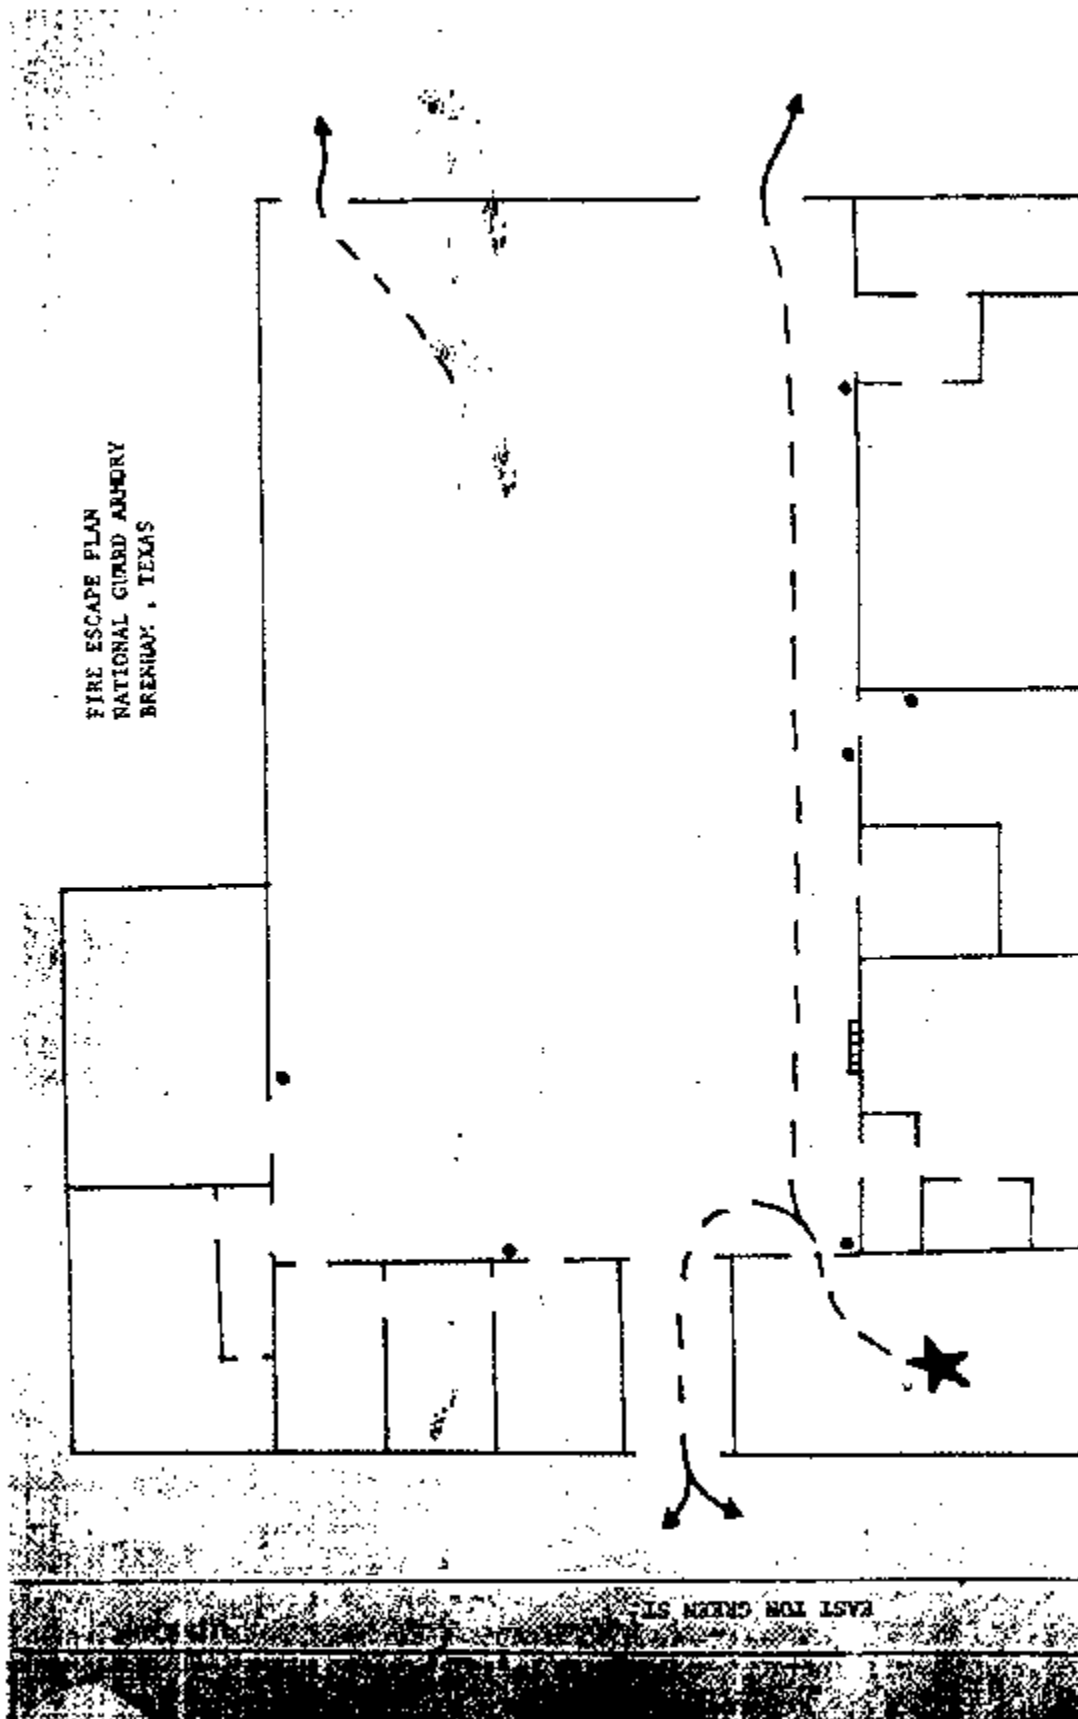 FIRE ESCAPE PLAN
NATIONAL GUARD ARMORY
BRENHAM , TEXAS
EAST TOM GREEN ST.